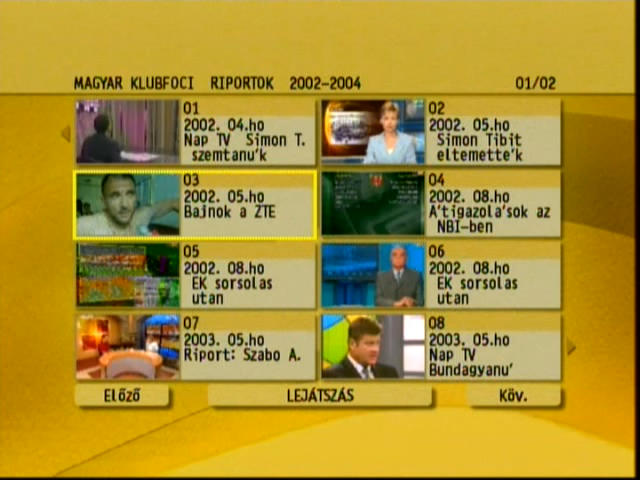 MAGYAR KLUBFOCI RIPORTOK 2002-2004 01/02
01
2002. 04.ho
Nap TV Simon T.
szemtanu'k
02
2002. 05.ho
Simon Tibit
eltemette'k
03
2002. 05.ho
Bajnok a ZTE
04
2002. 08.ho
A'tigazola'sok az
NBI-ben
05
2002. 08.ho
EK sorsolas
utan
06
2002. 08.ho
EK sorsolas
utan
07
2003. 05.ho
Riport: Szabo A.
08
2003. 05.ho
Nap TV
Bundagyanu'
Előző LEJÁTSZÁS Köv.